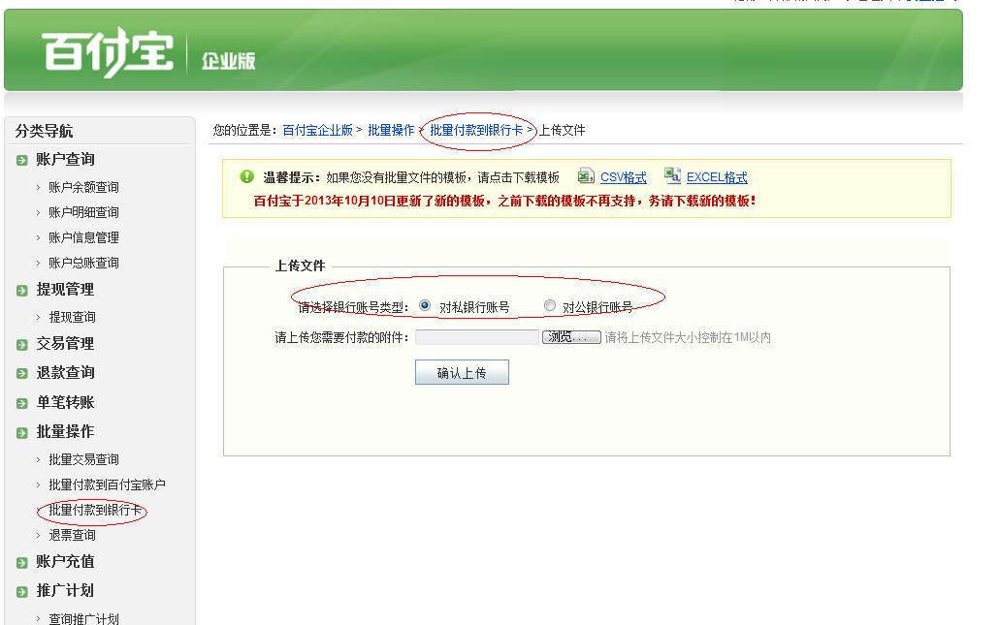 百付宝 企业版
分类导航
账户查询
账户余额查询
账户明细查询
账户信息管理
账户总账查询
提现管理
提现查询
交易管理
退款查询
单笔转账
批量操作
批量交易查询
批量付款到百付宝账户
批量付款到银行卡
退票查询
账户充值
推广计划
查询推广计划
您的位置是：百付宝企业版 > 批量操作 > 批量付款到银行卡 > 上传文件
温馨提示：如果您没有批量文件的模板，请点击下载模板 CSV格式 EXCEL格式
百付宝于2013年10月10日更新了新的模板，之前下载的模板不再支持，务请下载新的模板！
上传文件
请选择银行账号类型： 对私银行账号 对公银行账号
请上传您需要付款的附件： 浏览... 请将上传文件大小控制在1M以内
确认上传